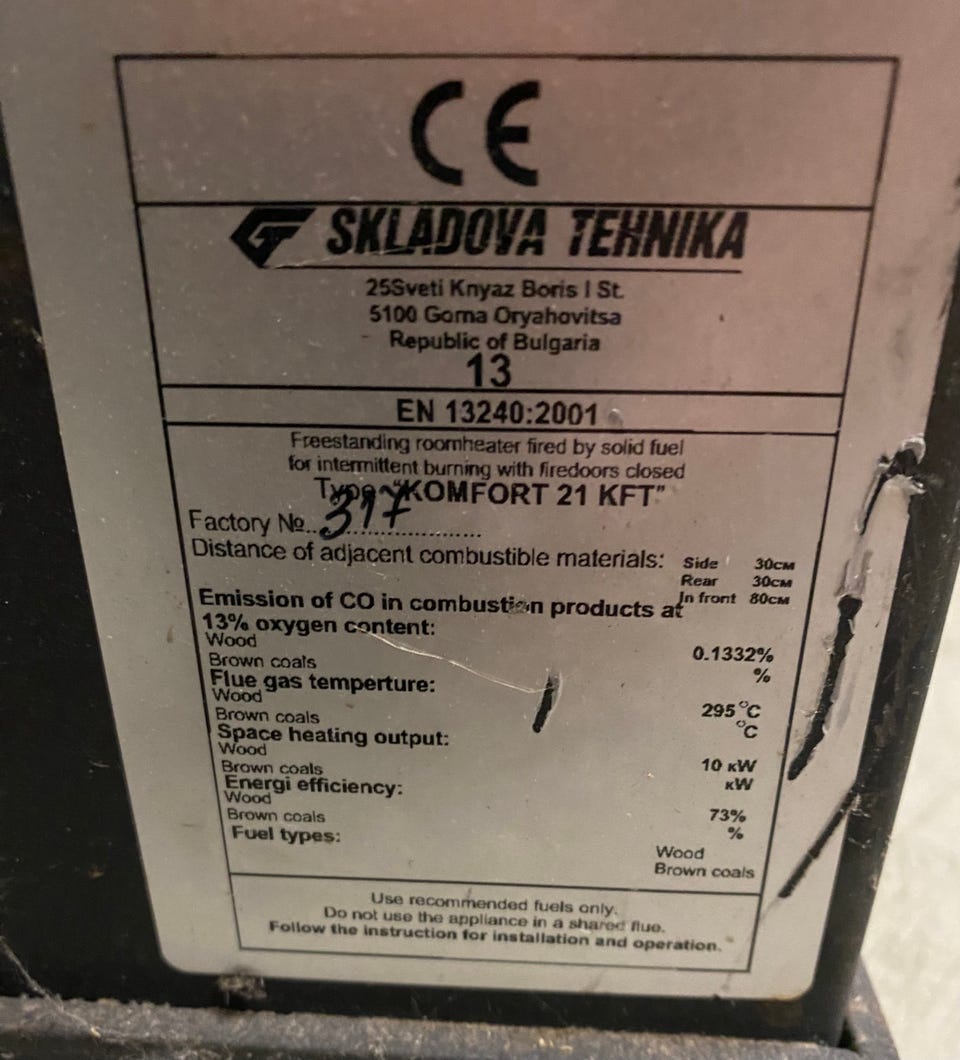 CE
SKLADOVA TEHNIKA
25Sveti Knyaz Boris I St.
5100 Gorna Oryahovitsa
Republic of Bulgaria
13
EN 13240:2001
Freestanding roomheater fired by solid fuel
for intermittent burning with firedoors closed
Type "KOMFORT 21 KFT"
Factory № 317
Distance of adjacent combustible materials: Side 30см
Rear 30см
In front 80см
Emission of CO in combustion products at
13% oxygen content:
Wood 0.1332%
Brown coals %
Flue gas temperture:
Wood 295°C
Brown coals °C
Space heating output:
Wood 10 кW
Brown coals кW
Energi efficiency:
Wood 73%
Brown coals %
Fuel types:
Wood
Brown coals
Use recommended fuels only.
Do not use the appliance in a shared flue.
Follow the instruction for installation and operation.